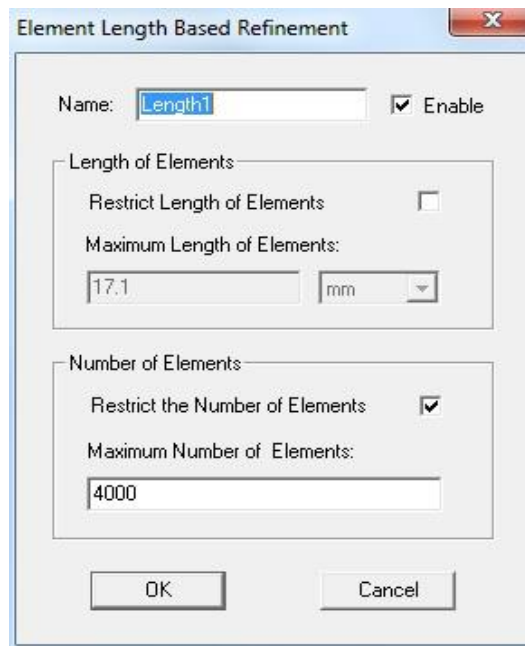 Element Length Based Refinement
Name: Length1 Enable
Length of Elements
Restrict Length of Elements
Maximum Length of Elements:
17.1 mm
Number of Elements
Restrict the Number of Elements
Maximum Number of Elements:
4000
OK Cancel